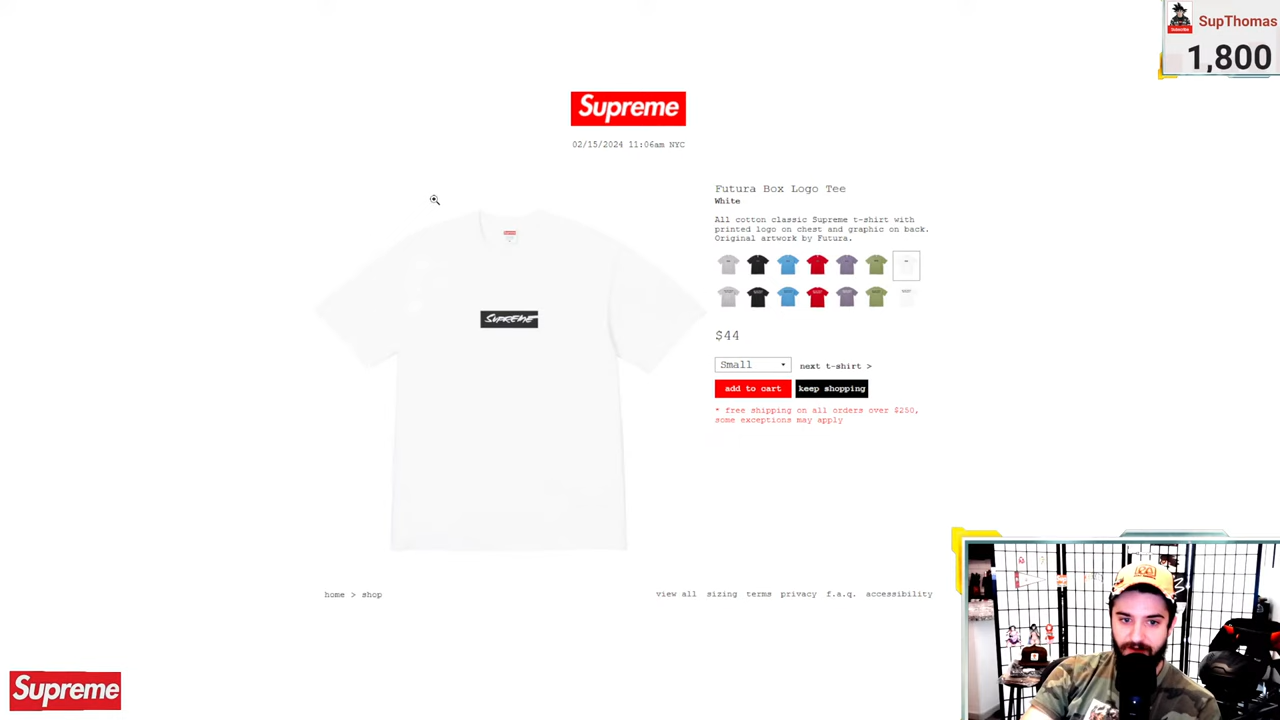 SupThomas
Subscribe
1,800
Supreme
02/15/2024 11:06am NYC
Futura Box Logo Tee
White
All cotton classic Supreme t-shirt with
printed logo on chest and graphic on back.
Original artwork by Futura.
SUPREME
$44
Small
next t-shirt >
add to cart
keep shopping
* free shipping on all orders over $250,
some exceptions may apply
home > shop
view all sizing terms privacy f.a.q. accessibility
Supreme